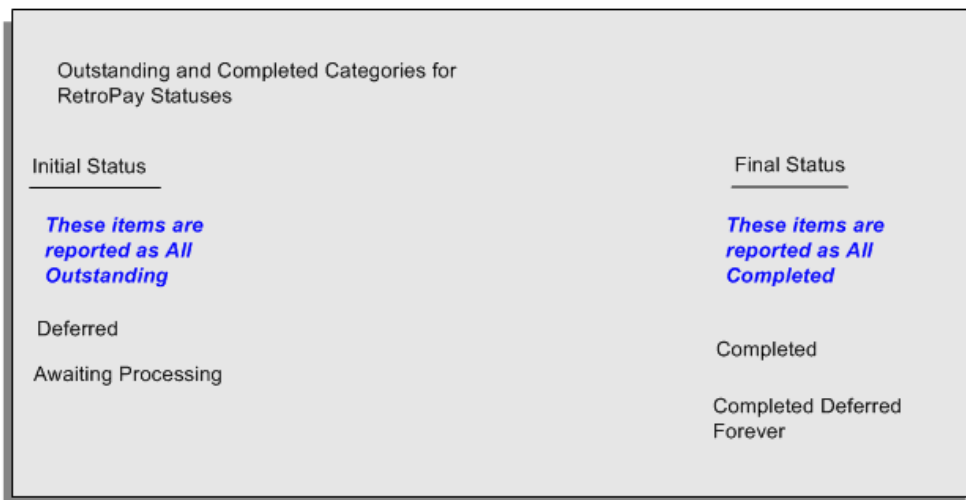 Outstanding and Completed Categories for
RetroPay Statuses
Initial Status
These items are
reported as All
Outstanding
Deferred
Awaiting Processing
Final Status
These items are
reported as All
Completed
Completed
Completed Deferred
Forever